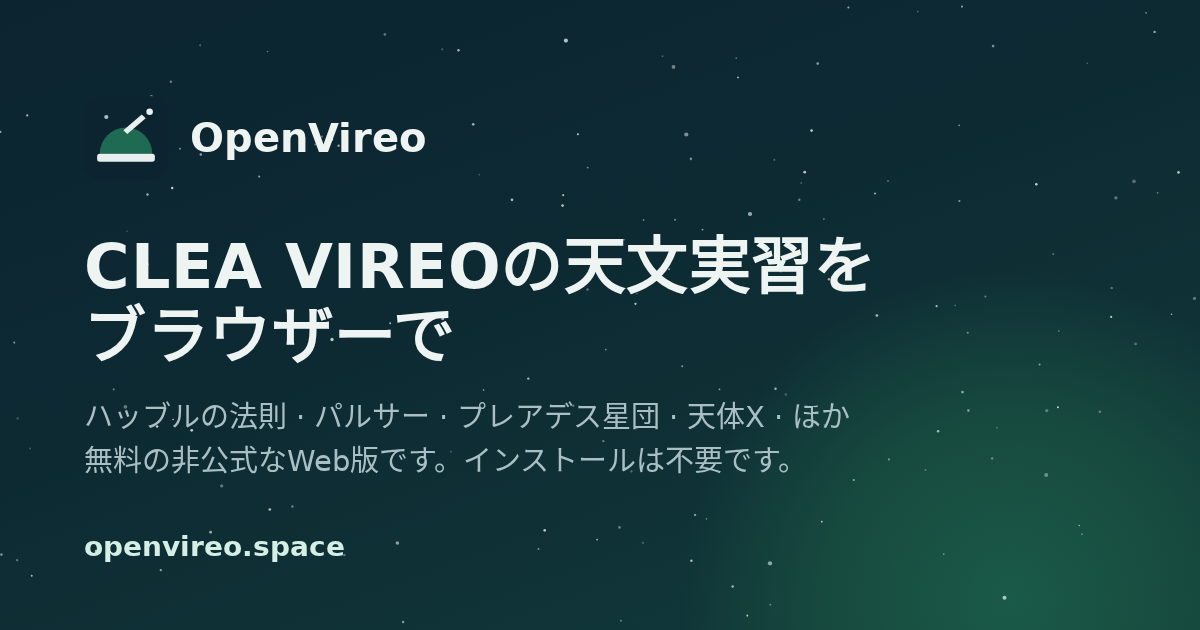 OpenVireo
CLEA VIREOの天文実習を
ブラウザーで
ハッブルの法則 · パルサー · プレアデス星団 · 天体X · ほか
無料の非公式なWeb版です。インストールは不要です。
openvireo.space